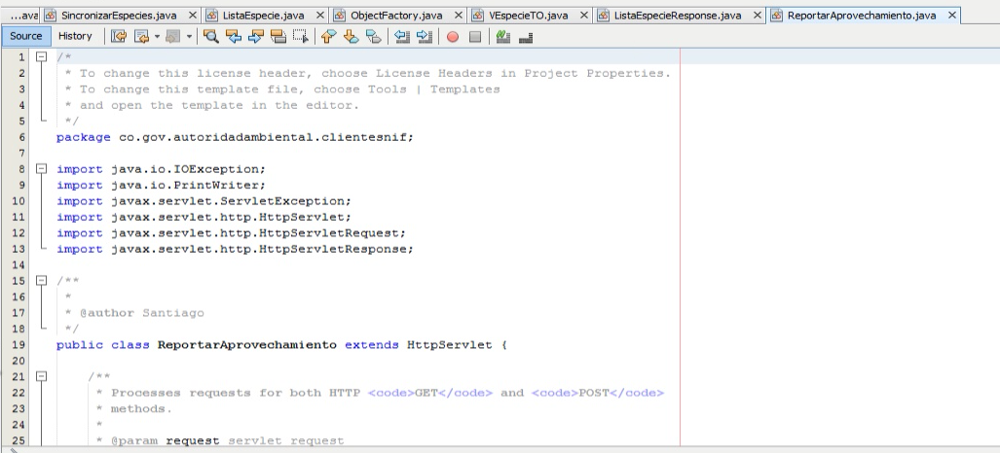 ...ava SincronizarEspecies.java ListaEspecie.java ObjectFactory.java VEspecieTO.java ListaEspecieResponse.java ReportarAprovechamiento.java
Source History
1 /*
2 * To change this license header, choose License Headers in Project Properties.
3 * To change this template file, choose Tools | Templates
4 * and open the template in the editor.
5 */
6 package co.gov.autoridadambiental.clientesnif;
7
8 import java.io.IOException;
9 import java.io.PrintWriter;
10 import javax.servlet.ServletException;
11 import javax.servlet.http.HttpServlet;
12 import javax.servlet.http.HttpServletRequest;
13 import javax.servlet.http.HttpServletResponse;
14
15 /**
16 *
17 * @author Santiago
18 */
19 public class ReportarAprovechamiento extends HttpServlet {
20
21 /**
22 * Processes requests for both HTTP <code>GET</code> and <code>POST</code>
23 * methods.
24 *
25 * @param request servlet request